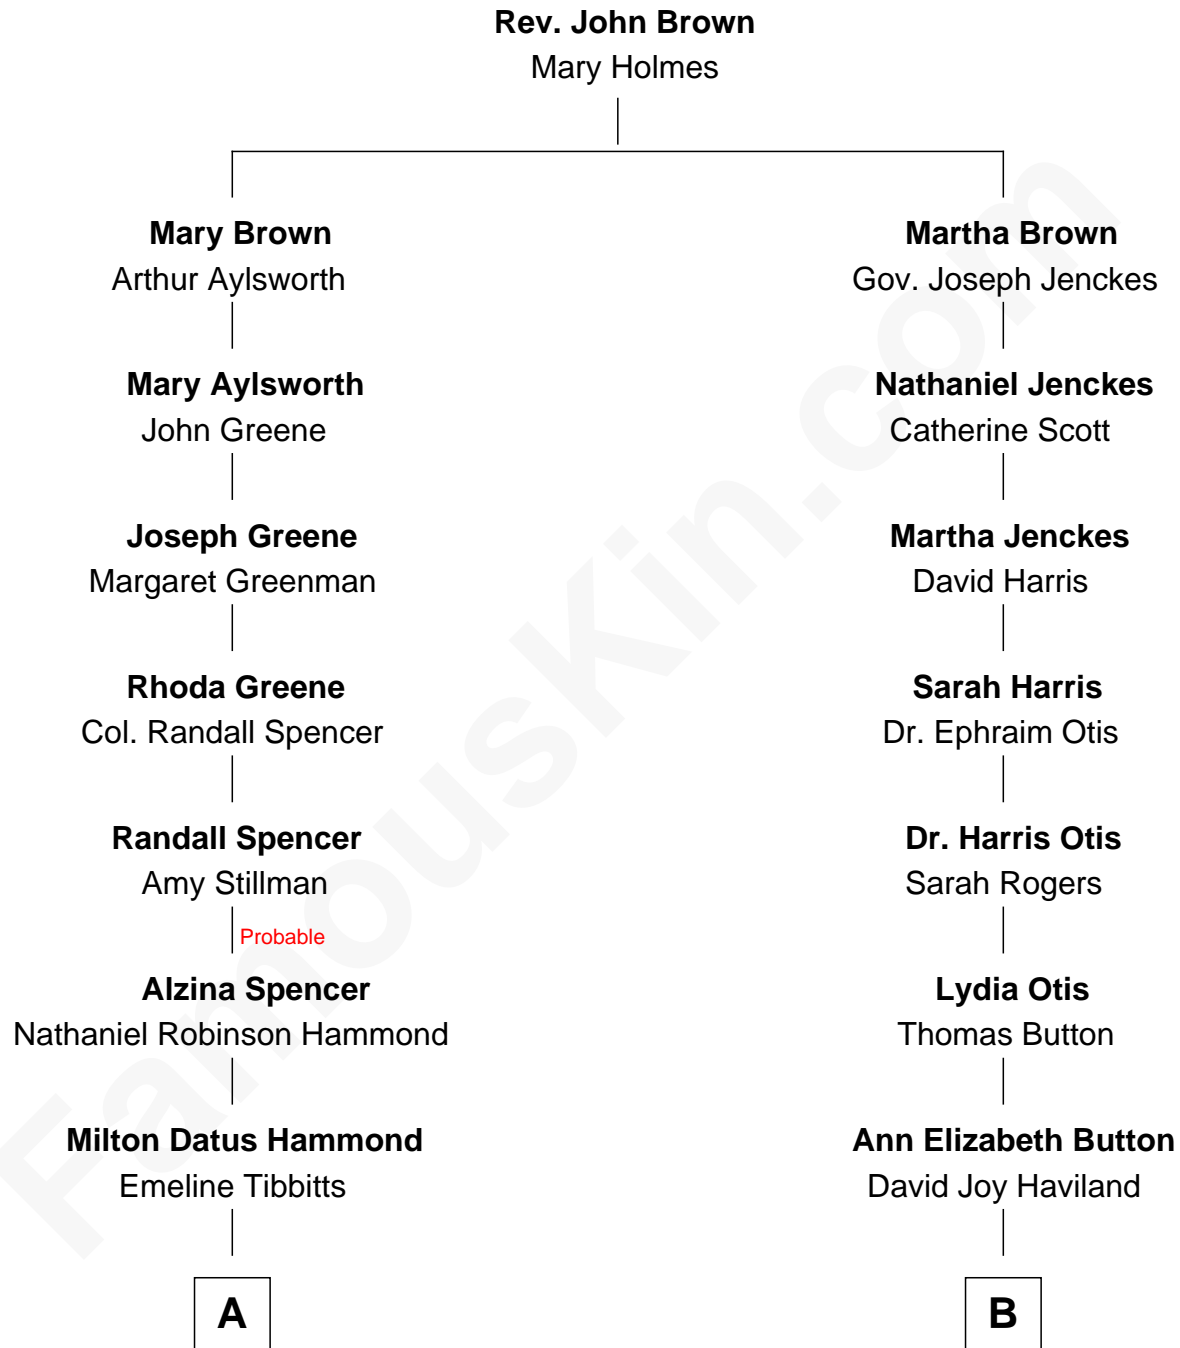 Rev. John Brown
Mary Holmes
Mary Brown
Arthur Aylsworth
Mary Aylsworth
John Greene
Joseph Greene
Margaret Greenman
Rhoda Greene
Col. Randall Spencer
Randall Spencer
Amy Stillman
Probable
Alzina Spencer
Nathaniel Robinson Hammond
Milton Datus Hammond
Emeline Tibbitts
A
Martha Brown
Gov. Joseph Jenckes
Nathaniel Jenckes
Catherine Scott
Martha Jenckes
David Harris
Sarah Harris
Dr. Ephraim Otis
Dr. Harris Otis
Sarah Rogers
Lydia Otis
Thomas Button
Ann Elizabeth Button
David Joy Haviland
B
FamousKin.com